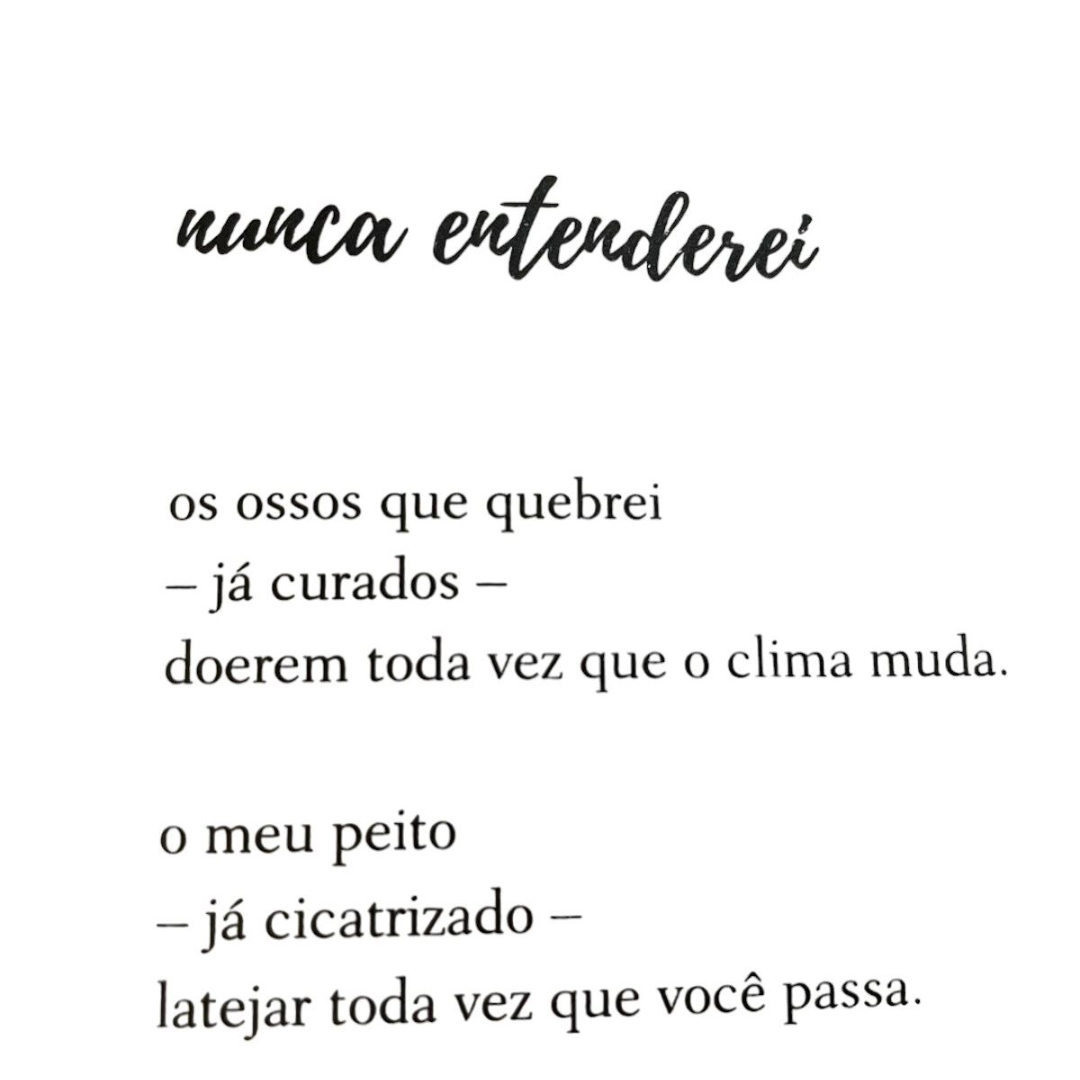 nunca entenderei
os ossos que quebrei
– já curados –
doerem toda vez que o clima muda.
o meu peito
– já cicatrizado –
latejar toda vez que você passa.